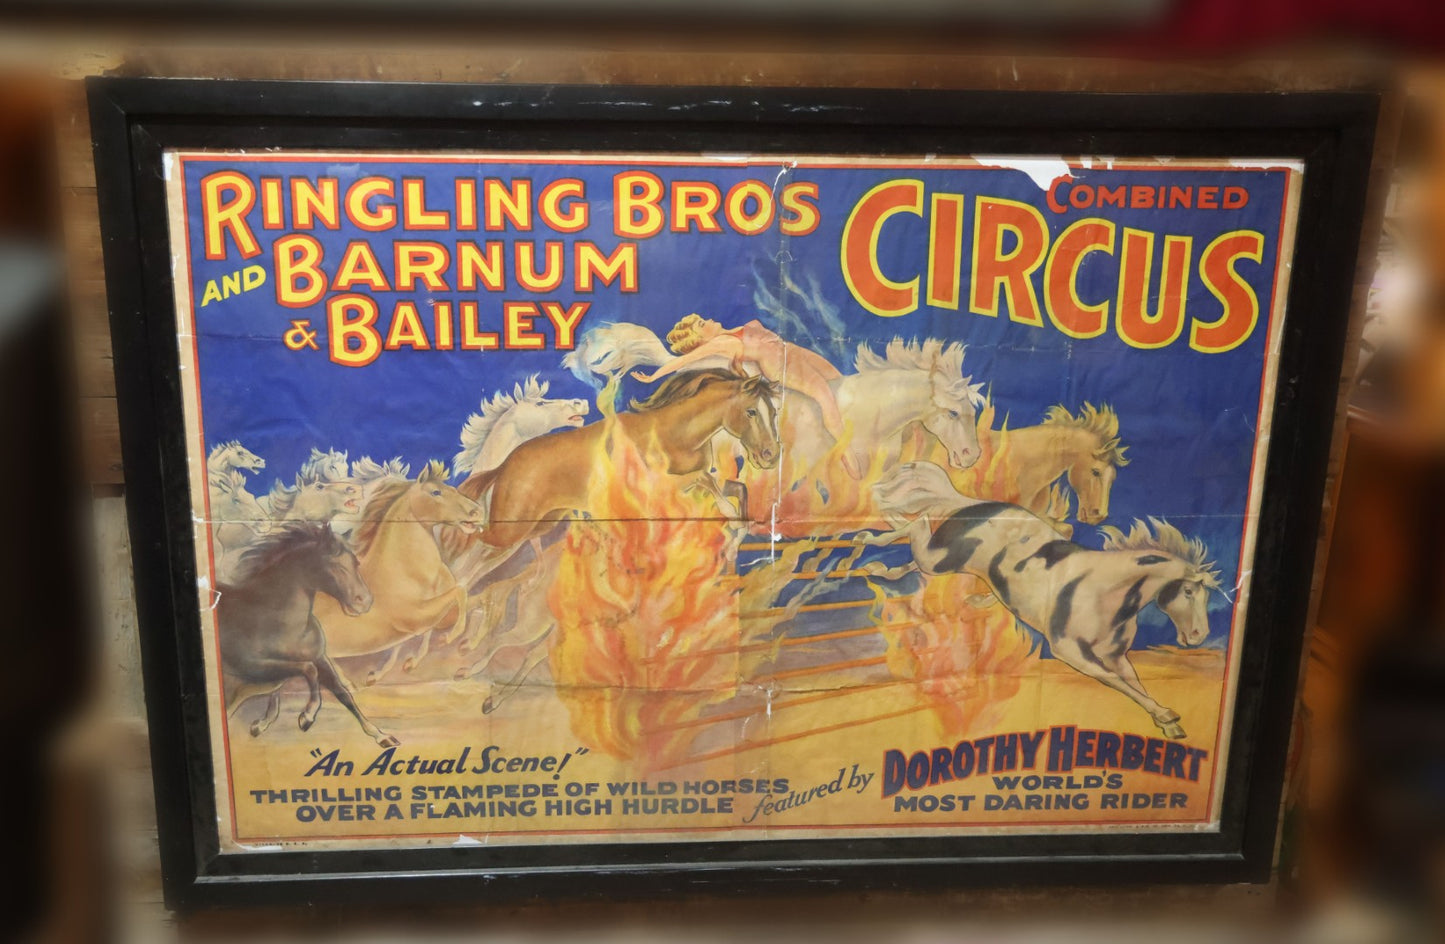 RINGLING BROS
AND BARNUM
& BAILEY
COMBINED
CIRCUS
"An Actual Scene!"
THRILLING STAMPEDE OF WILD HORSES
OVER A FLAMING HIGH HURDLE
featured by
DOROTHY HERBERT
WORLD'S
MOST DARING RIDER